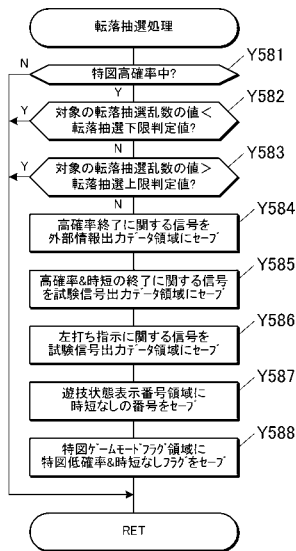 転落抽選処理
Y581
N
特図高確率中?
Y
Y582
Y
対象の転落抽選乱数の値<
転落抽選下限判定値?
N
Y583
Y
対象の転落抽選乱数の値>
転落抽選上限判定値?
N
Y584
高確率終了に関する信号を
外部情報出力データ領域にセーブ
Y585
高確率&時短の終了に関する信号
を試験信号出力データ領域にセーブ
Y586
左打ち指示に関する信号を
試験信号出力データ領域にセーブ
Y587
遊技状態表示番号領域に
時短なしの番号をセーブ
Y588
特図ゲームモードフラグ領域に
特図低確率&時短なしフラグをセーブ
RET